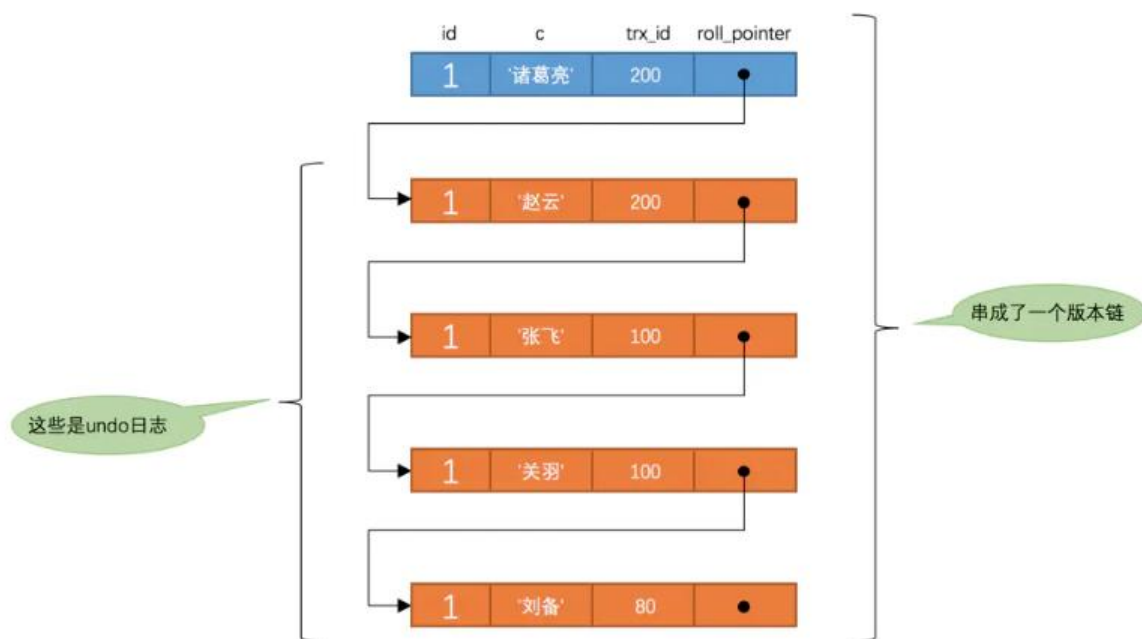 id c trx_id roll_pointer
1 '诸葛亮' 200
1 '赵云' 200
1 '张飞' 100
串成了一个版本链
这些是undo日志
1 '关羽' 100
1 '刘备' 80